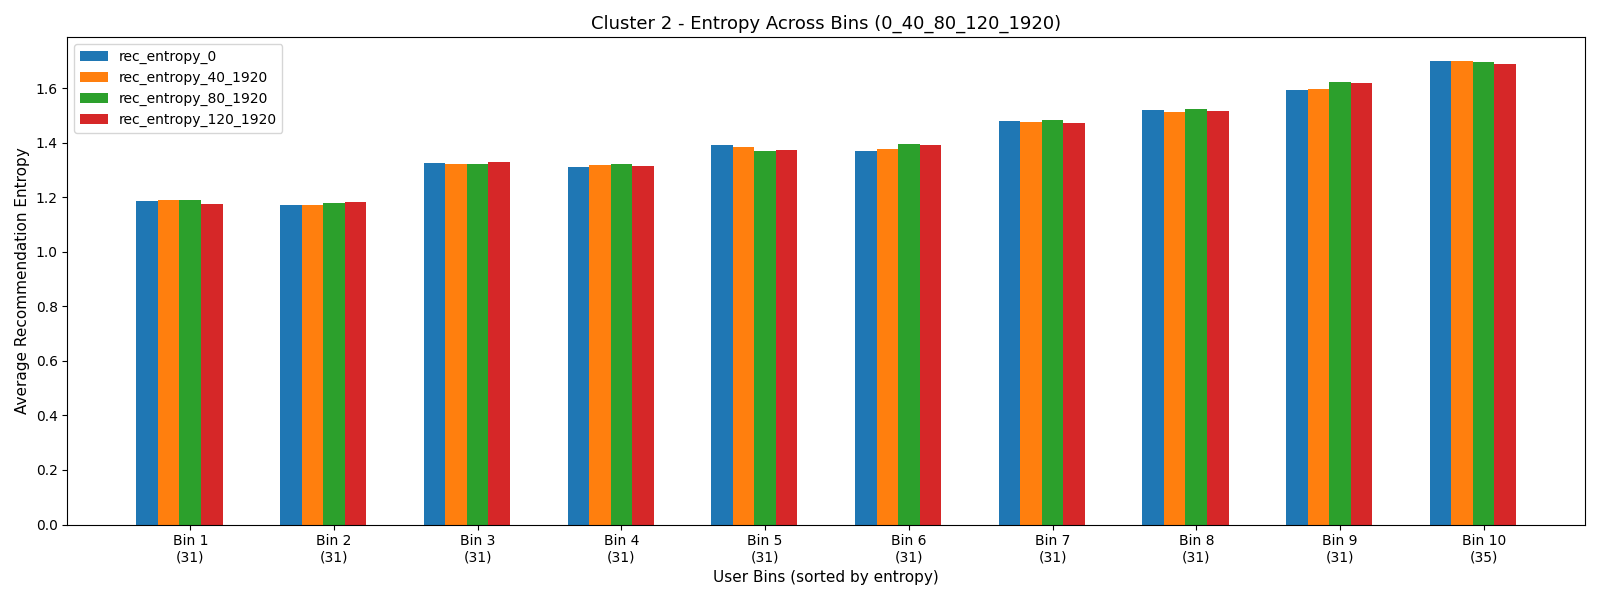 Cluster 2 - Entropy Across Bins (0_40_80_120_1920)
rec_entropy_0
rec_entropy_40_1920
rec_entropy_80_1920
rec_entropy_120_1920
Average Recommendation Entropy
1.6
1.4
1.2
1.0
0.8
0.6
0.4
0.2
0.0
Bin 1 Bin 2 Bin 3 Bin 4 Bin 5 Bin 6 Bin 7 Bin 8 Bin 9 Bin 10
(31) (31) (31) (31) (31) (31) (31) (31) (31) (35)
User Bins (sorted by entropy)